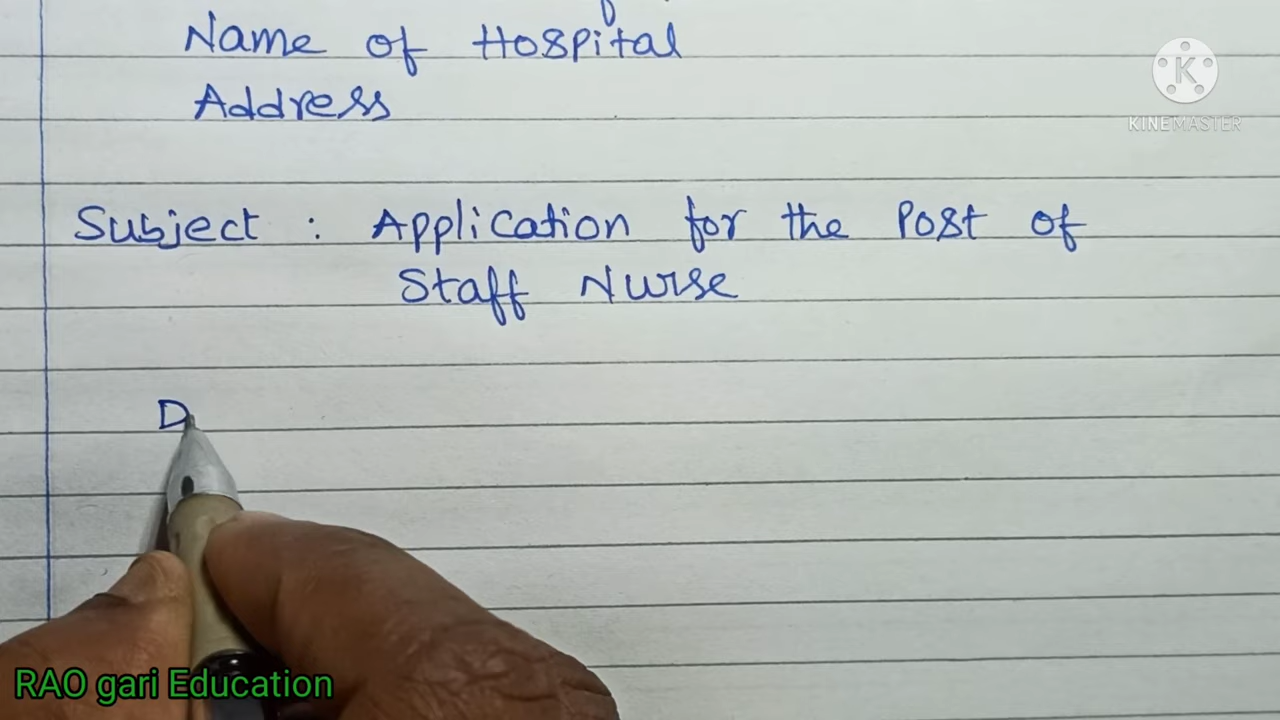 Name of Hospital
Address
K
KINEMASTER
Subject : Application for the Post of
Staff Nurse
D
RAO gari Education